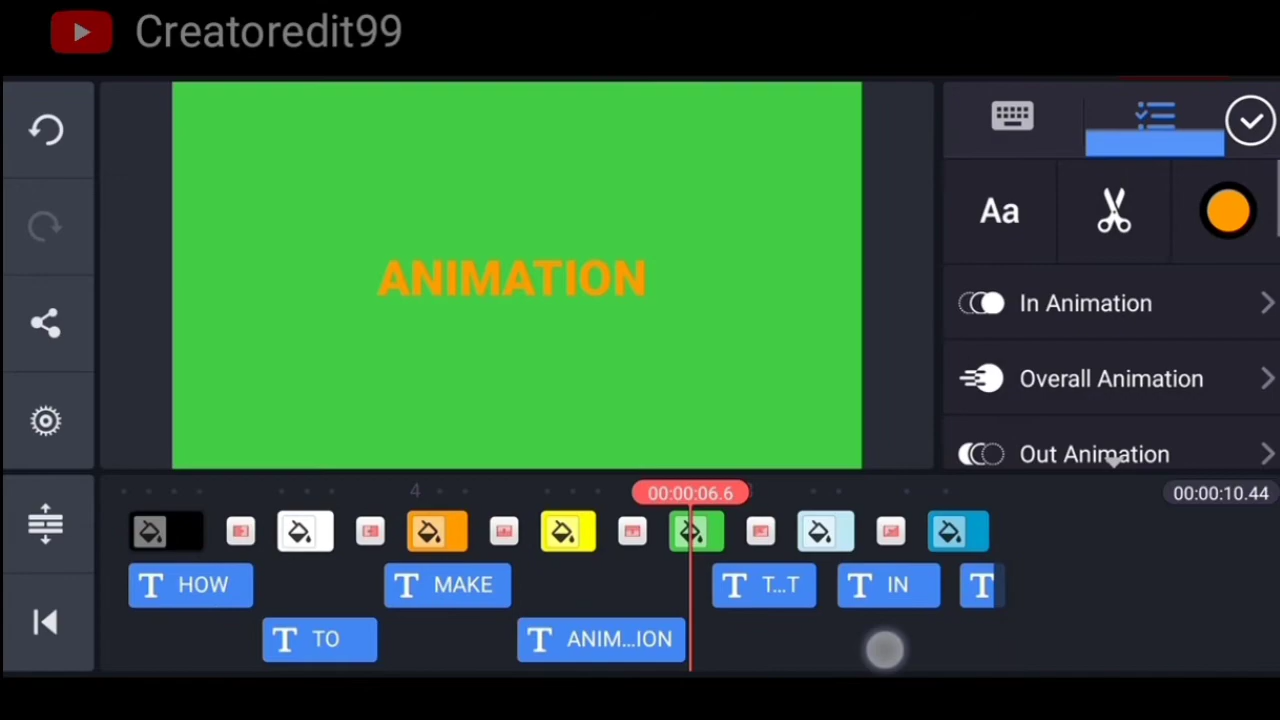 Creatoredit99
ANIMATION
Aa
In Animation
Overall Animation
Out Animation
4
00:00:06.6
00:00:10.44
HOW
MAKE
T...T
IN
TO
ANIM...ION